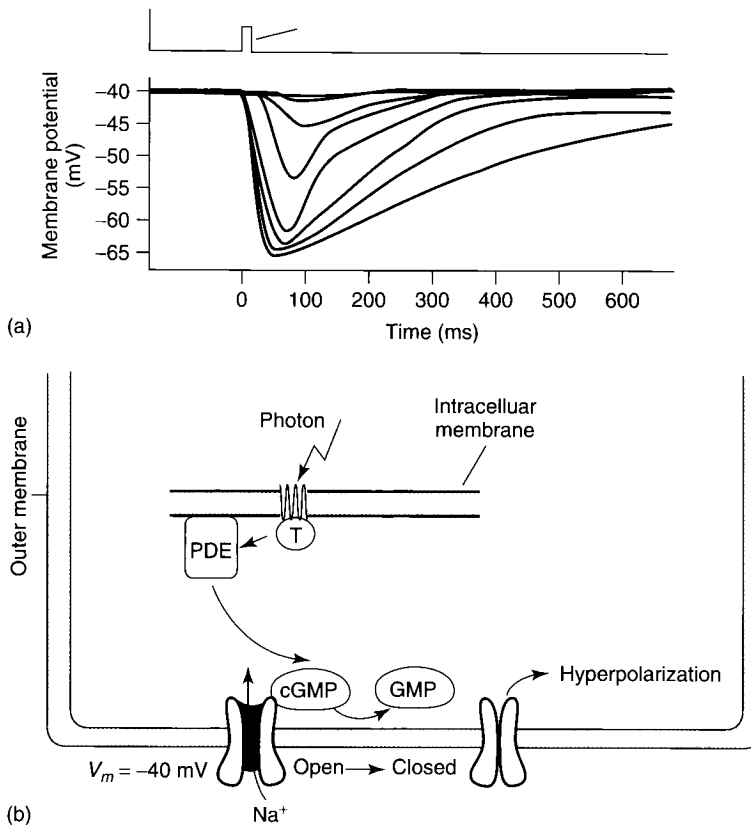 Membrane potential
(mV)
−40
−45
−50
−55
−60
−65
0 100 200 300 400 500 600
Time (ms)
(a)
Outer membrane
Photon
Intracelluar
membrane
T
PDE
cGMP
GMP
Hyperpolarization
Vm = −40 mV
Open
Closed
Na+
(b)